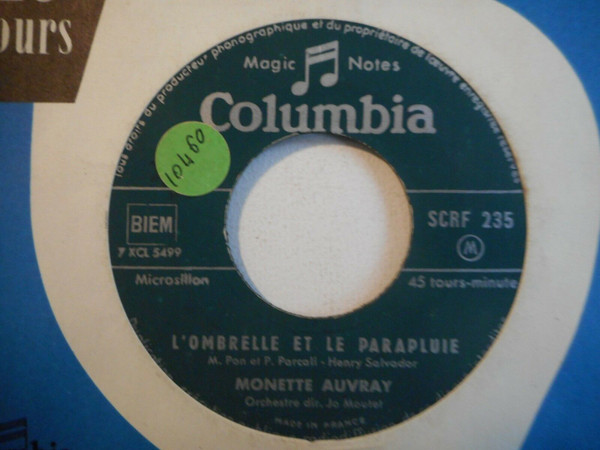 ours
Tous droits du producteur phonographique et du propriétaire de l'œuvre enregistrée réservés
Magic Notes
Columbia
10460
BIEM
SCRF 235
7 XCL 5499
M
Microsillon
45 tours-minute
L'OMBRELLE ET LE PARAPLUIE
M. Pon et P. Parcall - Henry Salvador
MONETTE AUVRAY
Orchestre dir. Jo Moutet
MADE IN FRANCE